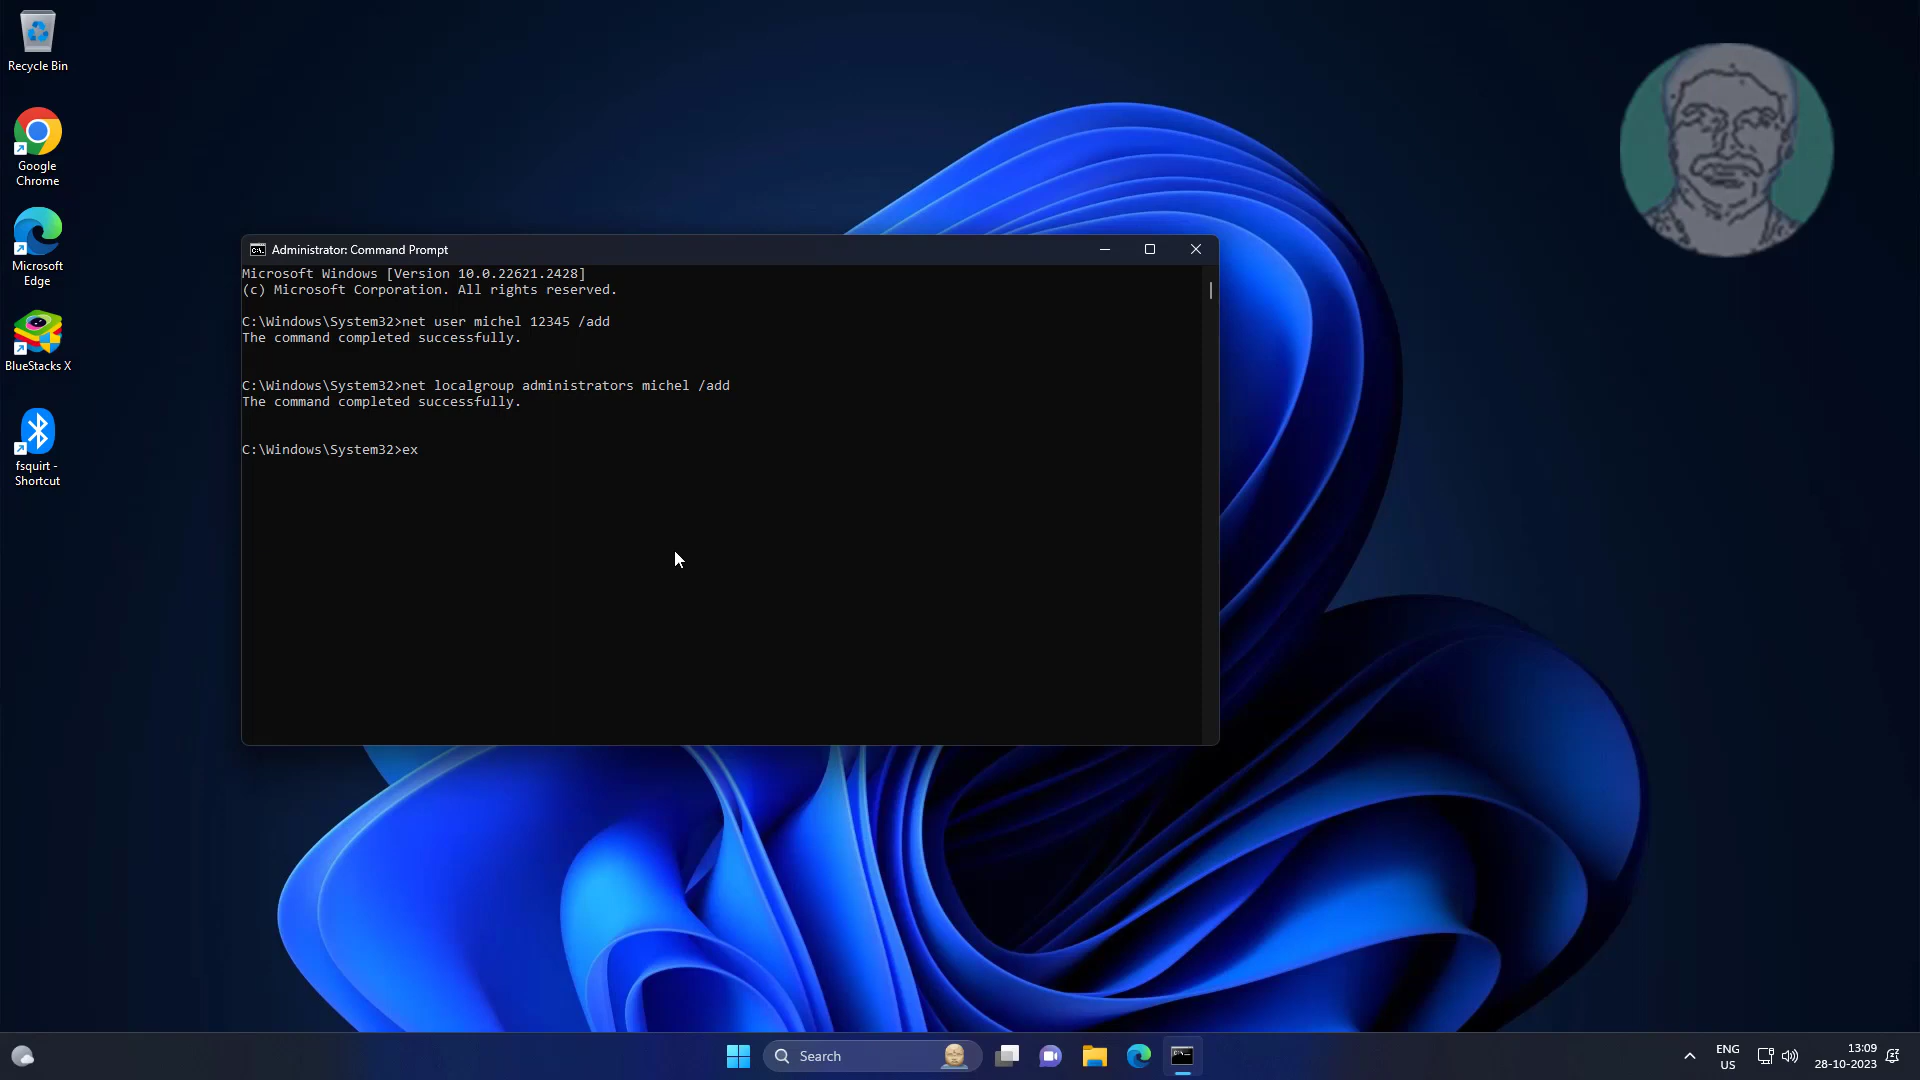 Recycle Bin
Google
Chrome
Microsoft
Edge
BlueStacks X
fsquirt -
Shortcut
Administrator: Command Prompt
Microsoft Windows [Version 10.0.22621.2428]
(c) Microsoft Corporation. All rights reserved.
C:\Windows\System32>net user michel 12345 /add
The command completed successfully.
C:\Windows\System32>net localgroup administrators michel /add
The command completed successfully.
C:\Windows\System32>ex
Search
ENG
US
13:09
28-10-2023